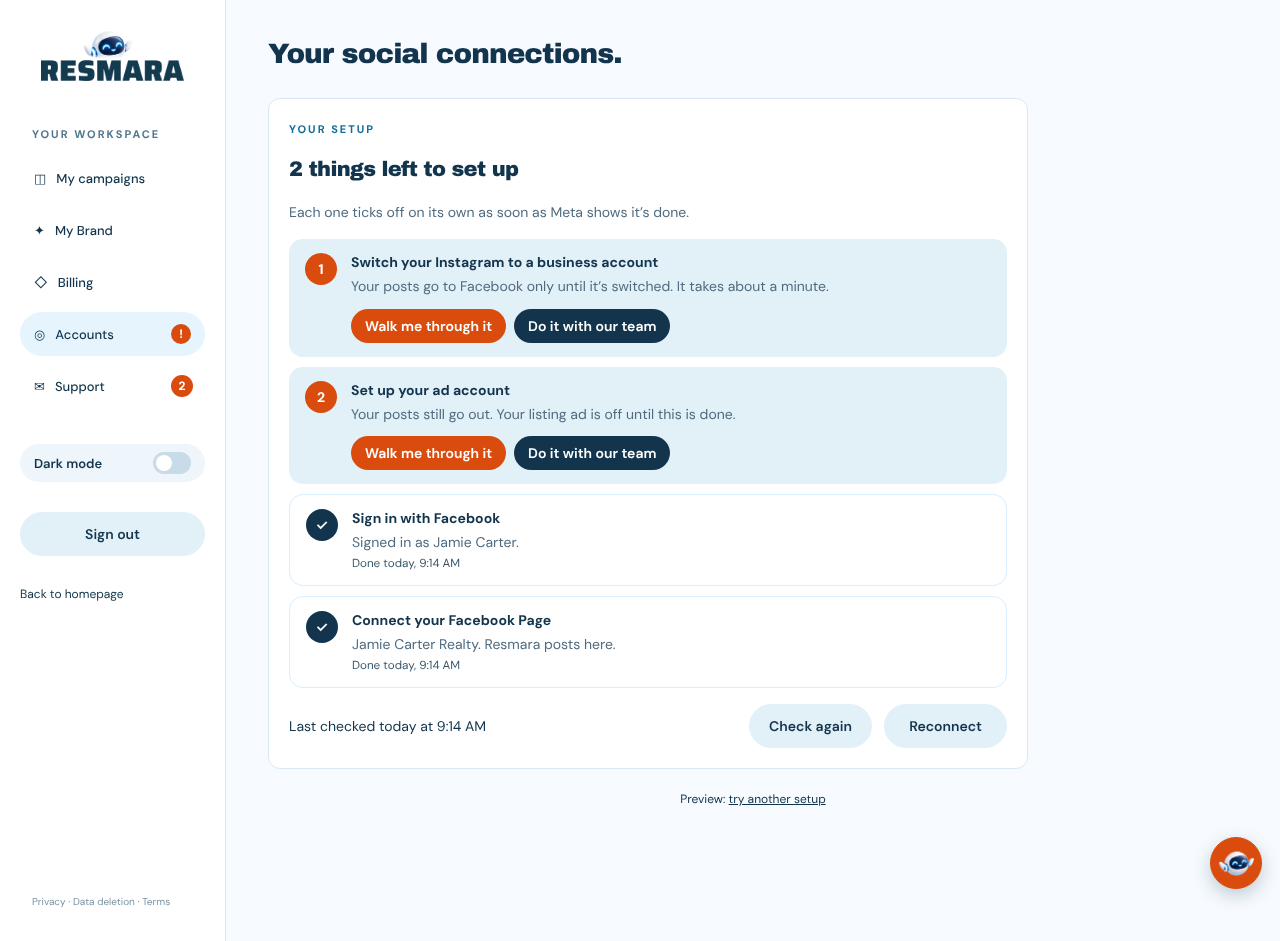 RESMARA
YOUR WORKSPACE
My campaigns
My Brand
Billing
Accounts
!
Support
2
Dark mode
Sign out
Back to homepage
Privacy · Data deletion · Terms
Your social connections.
YOUR SETUP
2 things left to set up
Each one ticks off on its own as soon as Meta shows it’s done.
1
Switch your Instagram to a business account
Your posts go to Facebook only until it’s switched. It takes about a minute.
Walk me through it
Do it with our team
2
Set up your ad account
Your posts still go out. Your listing ad is off until this is done.
Walk me through it
Do it with our team
Sign in with Facebook
Signed in as Jamie Carter.
Done today, 9:14 AM
Connect your Facebook Page
Jamie Carter Realty. Resmara posts here.
Done today, 9:14 AM
Last checked today at 9:14 AM
Check again
Reconnect
Preview: try another setup